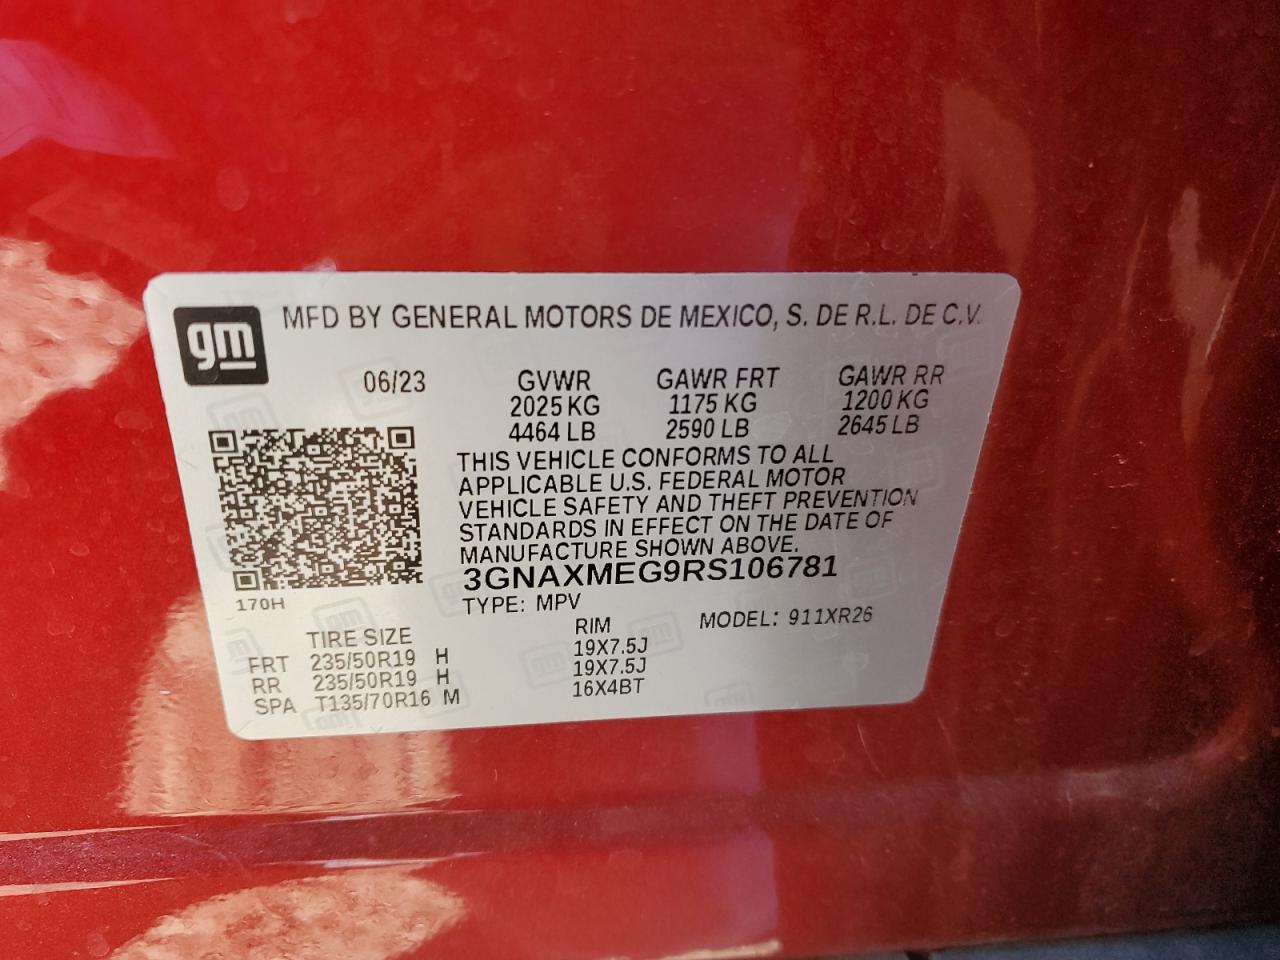 gm
MFD BY GENERAL MOTORS DE MEXICO, S. DE R.L. DE C.V.
06/23 GVWR GAWR FRT GAWR RR
2025 KG 1175 KG 1200 KG
4464 LB 2590 LB 2645 LB
THIS VEHICLE CONFORMS TO ALL
APPLICABLE U.S. FEDERAL MOTOR
VEHICLE SAFETY AND THEFT PREVENTION
STANDARDS IN EFFECT ON THE DATE OF
MANUFACTURE SHOWN ABOVE.
3GNAXMEG9RS106781
170H
TYPE: MPV
MODEL: 911XR26
TIRE SIZE RIM
FRT 235/50R19 H 19X7.5J
RR 235/50R19 H 19X7.5J
SPA T135/70R16 M 16X4BT